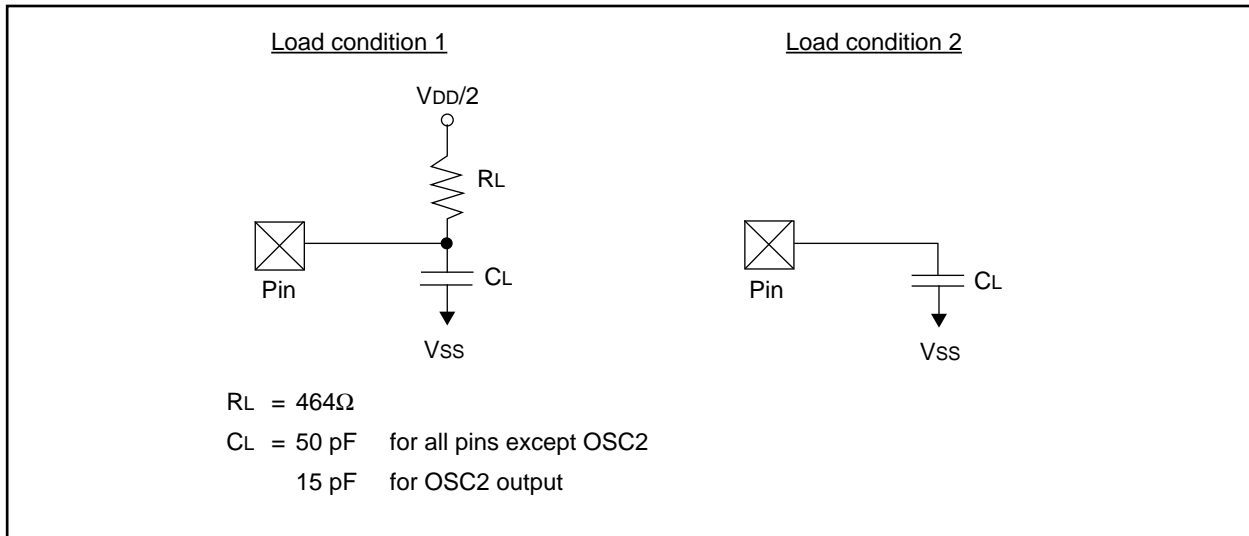 Load condition 1
VDD/2
RL
Pin
CL
VSS
Load condition 2
Pin
CL
VSS
RL = 464Ω
CL = 50 pF for all pins except OSC2
15 pF for OSC2 output